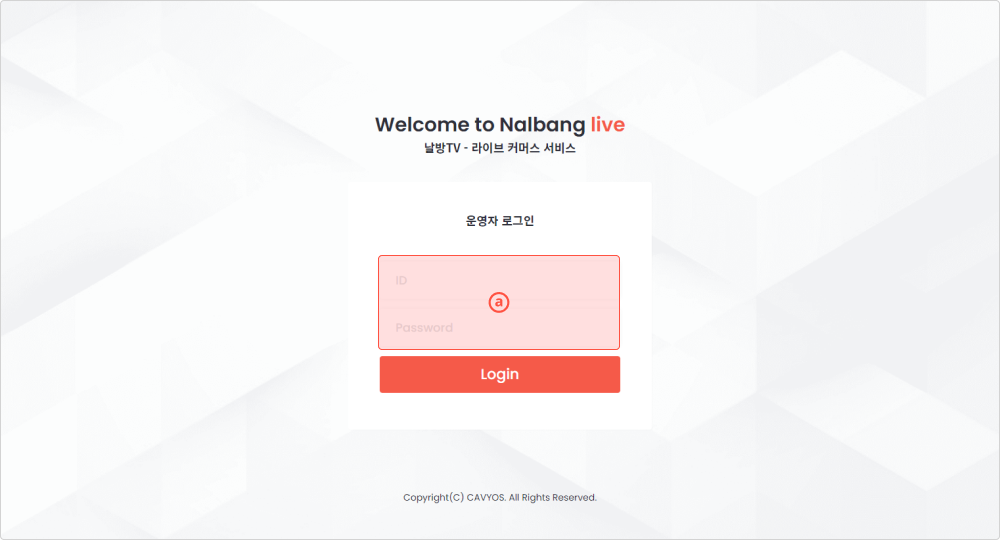 Welcome to Nalbang live
날방TV - 라이브 커머스 서비스
운영자 로그인
ID
ⓐ
Password
Login
Copyright(C) CAVYOS. All Rights Reserved.